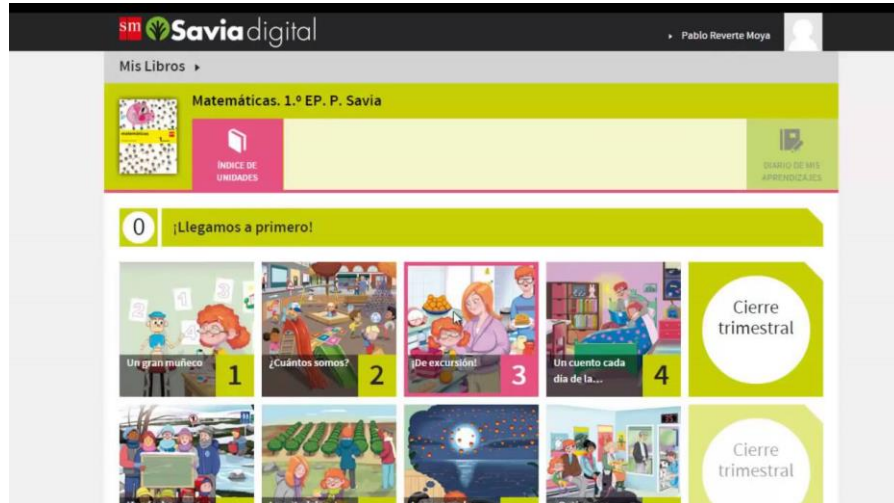 sm Saviadigital
Pablo Reverte Moya
Mis Libros
Matemáticas. 1.º EP. P. Savia
ÍNDICE DE
UNIDADES
DIARIO DE MIS
APRENDIZAJES
0 ¡Llegamos a primero!
Un gran muñeco 1
¿Cuántos somos? 2
¡De excursión! 3
Un cuento cada
día de la... 4
Cierre
trimestral
Cierre
trimestral